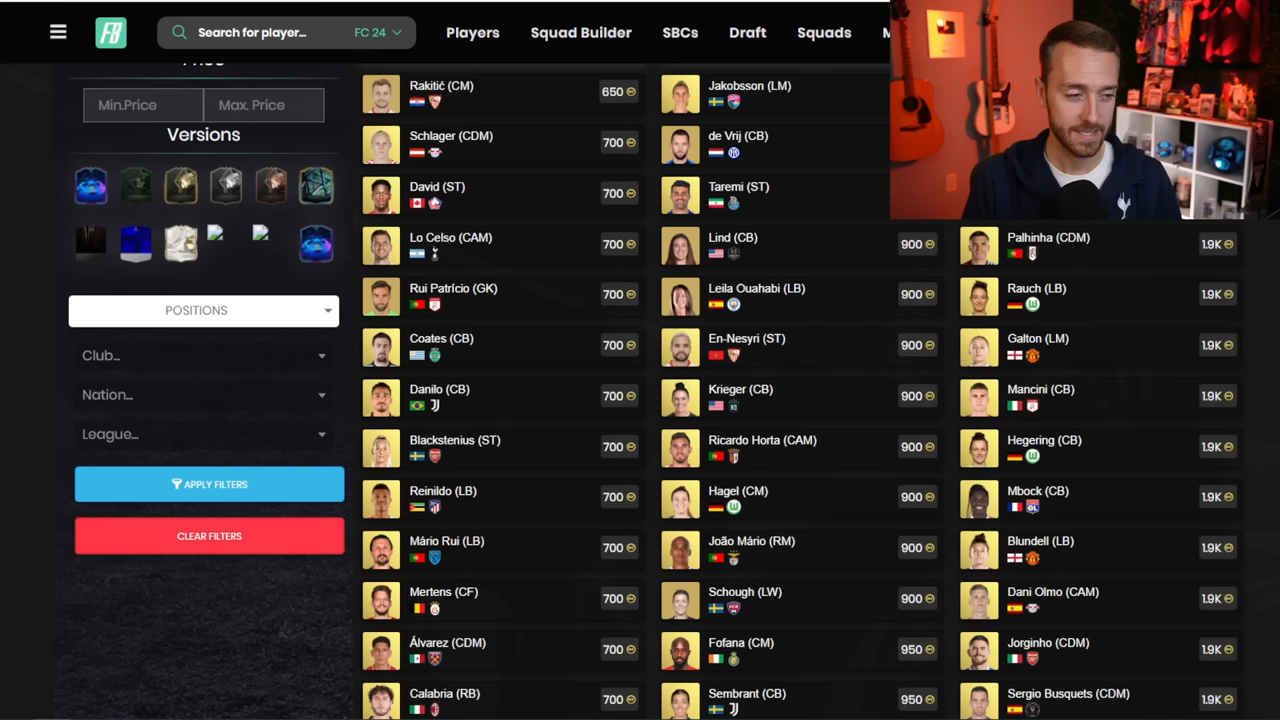 FB
Search for player...
FC 24
Players
Squad Builder
SBCs
Draft
Squads
Min.Price
Max. Price
Versions
POSITIONS
Club...
Nation...
League...
APPLY FILTERS
CLEAR FILTERS
Rakitić (CM)
650
Schlager (CDM)
700
David (ST)
700
Lo Celso (CAM)
700
Rui Patrício (GK)
700
Coates (CB)
700
Danilo (CB)
700
Blackstenius (ST)
700
Reinildo (LB)
700
Mário Rui (LB)
700
Mertens (CF)
700
Álvarez (CDM)
700
Calabria (RB)
700
Jakobsson (LM)
de Vrij (CB)
Taremi (ST)
Lind (CB)
900
Leila Ouahabi (LB)
900
En-Nesyri (ST)
900
Krieger (CB)
900
Ricardo Horta (CAM)
900
Hagel (CM)
900
João Mário (RM)
900
Schough (LW)
900
Fofana (CM)
950
Sembrant (CB)
950
Palhinha (CDM)
1.9K
Rauch (LB)
1.9K
Galton (LM)
1.9K
Mancini (CB)
1.9K
Hegering (CB)
1.9K
Mbock (CB)
1.9K
Blundell (LB)
1.9K
Dani Olmo (CAM)
1.9K
Jorginho (CDM)
1.9K
Sergio Busquets (CDM)
1.9K